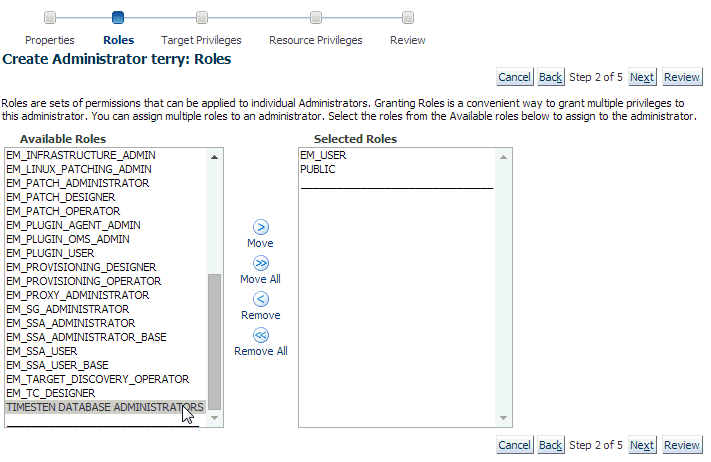 Properties
Roles
Target Privileges
Resource Privileges
Review
Create Administrator terry: Roles
Cancel Back Step 2 of 5 Next Review
Roles are sets of permissions that can be applied to individual Administrators. Granting Roles is a convenient way to grant multiple privileges to
this administrator. You can assign multiple roles to an administrator. Select the roles from the Available roles below to assign to the administrator.
Available Roles
EM_INFRASTRUCTURE_ADMIN
EM_LINUX_PATCHING_ADMIN
EM_PATCH_ADMINISTRATOR
EM_PATCH_DESIGNER
EM_PATCH_OPERATOR
EM_PLUGIN_AGENT_ADMIN
EM_PLUGIN_OMS_ADMIN
EM_PLUGIN_USER
EM_PROVISIONING_DESIGNER
EM_PROVISIONING_OPERATOR
EM_PROXY_ADMINISTRATOR
EM_SG_ADMINISTRATOR
EM_SSA_ADMINISTRATOR
EM_SSA_ADMINISTRATOR_BASE
EM_SSA_USER
EM_SSA_USER_BASE
EM_TARGET_DISCOVERY_OPERATOR
EM_TC_DESIGNER
TIMESTEN DATABASE ADMINISTRATORS
Move
Move All
Remove
Remove All
Selected Roles
EM_USER
PUBLIC
Cancel Back Step 2 of 5 Next Review